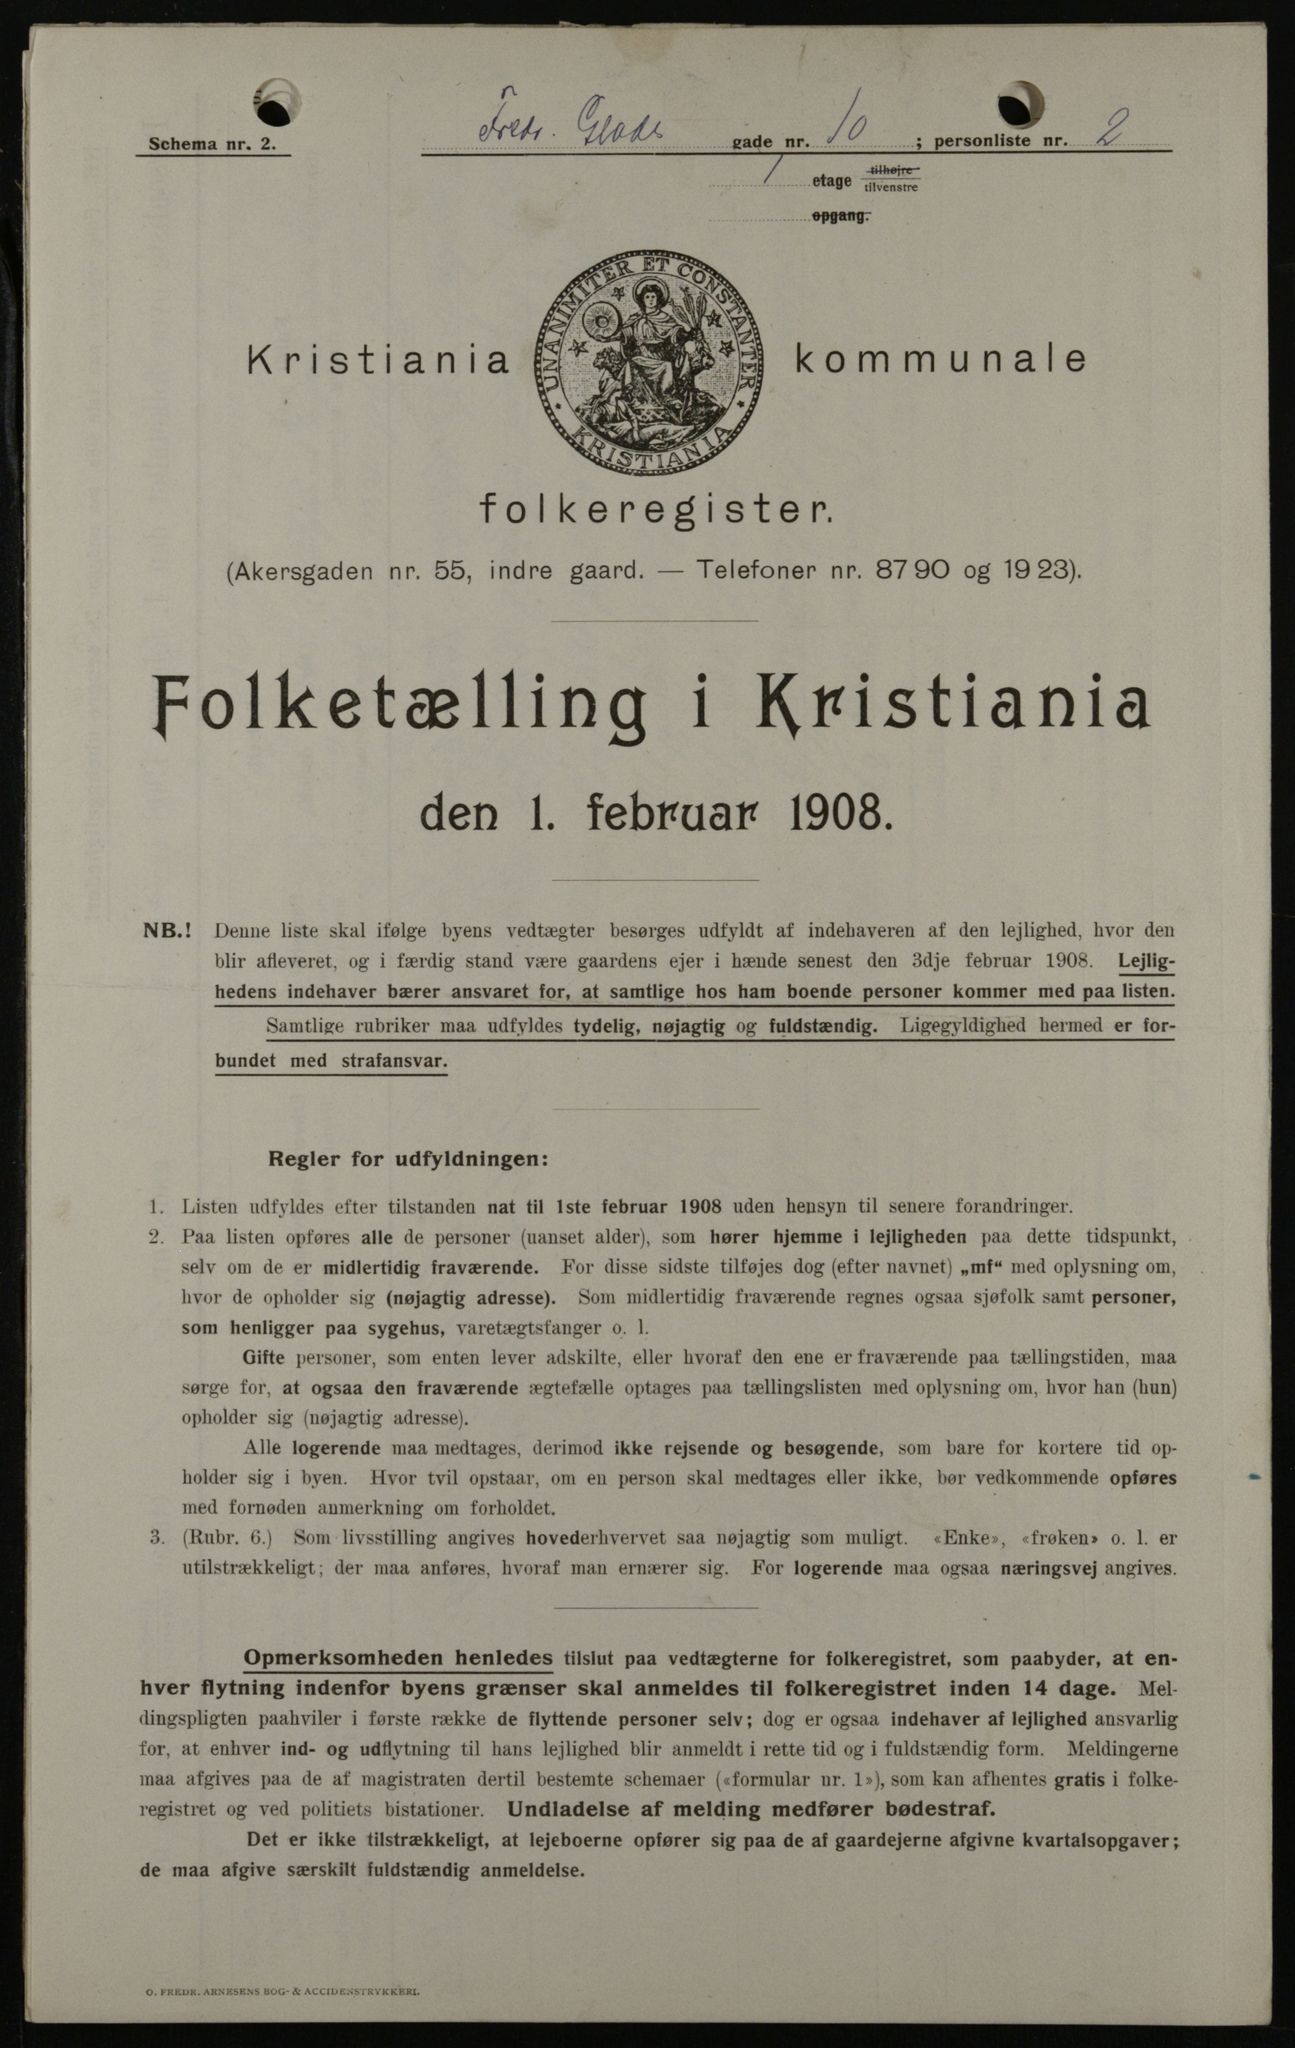 Schema nr. 2.
Fredr. Glads gade nr. 10 ; personliste nr. 2
1 etage tilhøjre
tilvenstre
opgang.
UNANIMITER ET CONSTANTER
KRISTIANIA
Kristiania kommunale
folkeregister.
(Akersgaden nr. 55, indre gaard. — Telefoner nr. 87 90 og 19 23).
Folketælling i Kristiania
den 1. februar 1908.
NB.! Denne liste skal ifølge byens vedtægter besørges udfyldt af indehaveren af den lejlighed, hvor den
blir afleveret, og i færdig stand være gaardens ejer i hænde senest den 3dje februar 1908. Lejlig-
hedens indehaver bærer ansvaret for, at samtlige hos ham boende personer kommer med paa listen.
Samtlige rubriker maa udfyldes tydelig, nøjagtig og fuldstændig. Ligegyldighed hermed er for-
bundet med strafansvar.
Regler for udfyldningen:
1. Listen udfyldes efter tilstanden nat til 1ste februar 1908 uden hensyn til senere forandringer.
2. Paa listen opføres alle de personer (uanset alder), som hører hjemme i lejligheden paa dette tidspunkt,
selv om de er midlertidig fraværende. For disse sidste tilføjes dog (efter navnet) „mf“ med oplysning om,
hvor de opholder sig (nøjagtig adresse). Som midlertidig fraværende regnes ogsaa sjøfolk samt personer,
som henligger paa sygehus, varetægtsfanger o. l.
Gifte personer, som enten lever adskilte, eller hvoraf den ene er fraværende paa tællingstiden, maa
sørge for, at ogsaa den fraværende ægtefælle optages paa tællingslisten med oplysning om, hvor han (hun)
opholder sig (nøjagtig adresse).
Alle logerende maa medtages, derimod ikke rejsende og besøgende, som bare for kortere tid op-
holder sig i byen. Hvor tvil opstaar, om en person skal medtages eller ikke, bør vedkommende opføres
med fornøden anmerkning om forholdet.
3. (Rubr. 6.) Som livsstilling angives hovederhvervet saa nøjagtig som muligt. «Enke», «frøken» o. l. er
utilstrækkeligt; der maa anføres, hvoraf man ernærer sig. For logerende maa ogsaa næringsvej angives.
Opmerksomheden henledes tilslut paa vedtægterne for folkeregistret, som paabyder, at en-
hver flytning indenfor byens grænser skal anmeldes til folkeregistret inden 14 dage. Mel-
dingspligten paahviler i første række de flyttende personer selv; dog er ogsaa indehaver af lejlighed ansvarlig
for, at enhver ind- og udflytning til hans lejlighed blir anmeldt i rette tid og i fuldstændig form. Meldingerne
maa afgives paa de af magistraten dertil bestemte schemaer («formular nr. 1»), som kan afhentes gratis i folke-
registret og ved politiets bistationer. Undladelse af melding medfører bødestraf.
Det er ikke tilstrækkeligt, at lejeboerne opfører sig paa de af gaardejerne afgivne kvartalsopgaver;
de maa afgive særskilt fuldstændig anmeldelse.
O. FREDR. ARNESENS BOG- & ACCIDENSTRYKKERI.